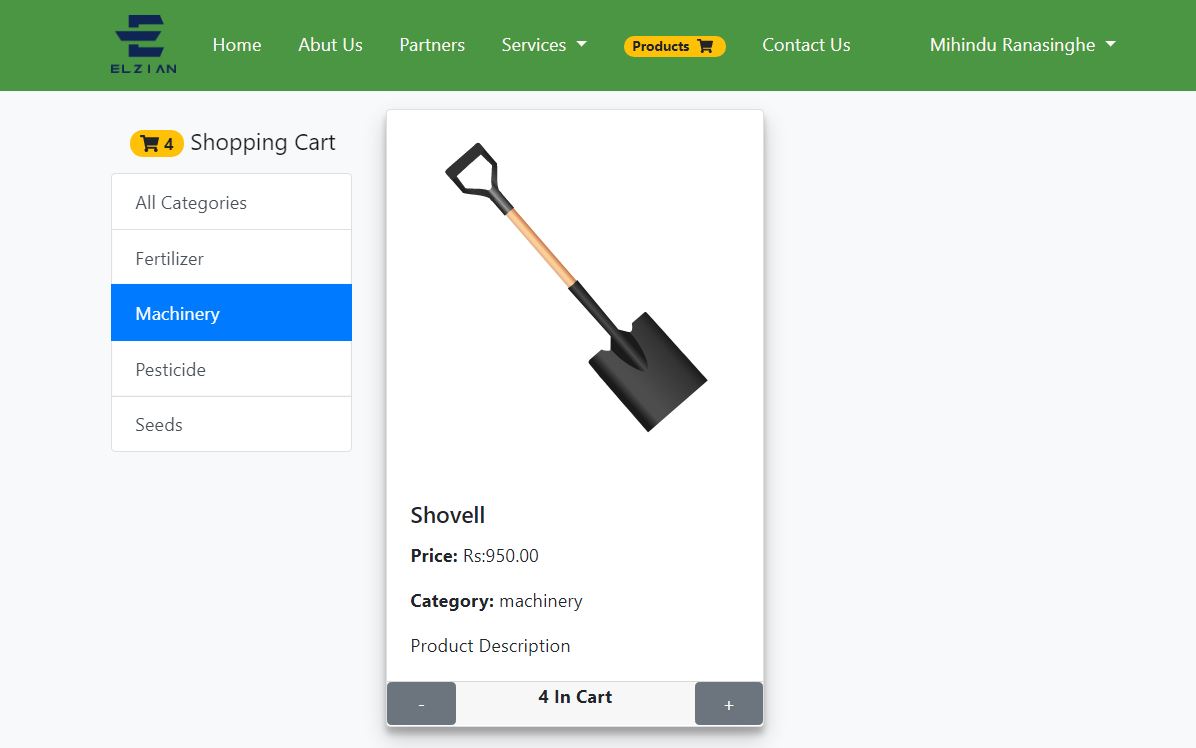 ELZIAN
Home
Abut Us
Partners
Services
Products
Contact Us
Mihindu Ranasinghe
4 Shopping Cart
All Categories
Fertilizer
Machinery
Pesticide
Seeds
Shovell
Price: Rs:950.00
Category: machinery
Product Description
-
4 In Cart
+